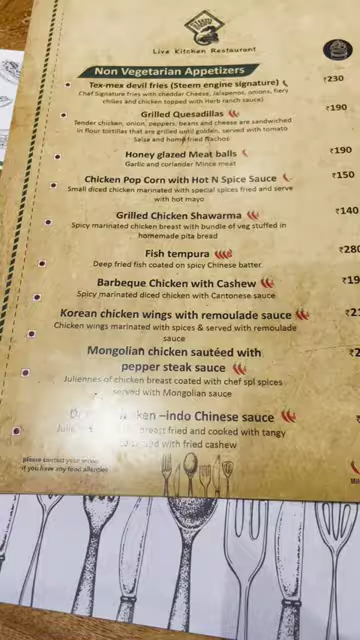 Live Kitchen Restaurant
Non Vegetarian Appetizers
Tex-mex devil fries (Steem engine signature) ₹230
Chef Signature fries with cheddar Cheese, Jalapenos, onions, fiery
chilies and chicken topped with Herb ranch sauce)
Grilled Quesadillas ₹190
Tender chicken, onion, peppers, beans and cheese are sandwiched
in flour tortillas that are grilled until golden, served with tomato
Salsa and home fried Nachos
Honey glazed Meat balls ₹190
Garlic and coriander Mince meat
Chicken Pop Corn with Hot N Spice Sauce ₹150
Small diced chicken marinated with special spices fried and serve
with hot mayo
Grilled Chicken Shawarma ₹140
Spicy marinated chicken breast with bundle of veg stuffed in
homemade pita bread
Fish tempura ₹280
Deep fried fish coated on spicy Chinese batter.
Barbeque Chicken with Cashew ₹19
Spicy marinated diced chicken with Cantonese sauce
Korean chicken wings with remoulade sauce
Chicken wings marinated with spices & served with remoulade
sauce
Mongolian chicken sautéed with
pepper steak sauce
Juliennes of chicken breast coated with chef spl spices
served with Mongolian sauce
–indo Chinese sauce
breast fried and cooked with tangy
with fried cashew
please contact your server
if you have any food allergies